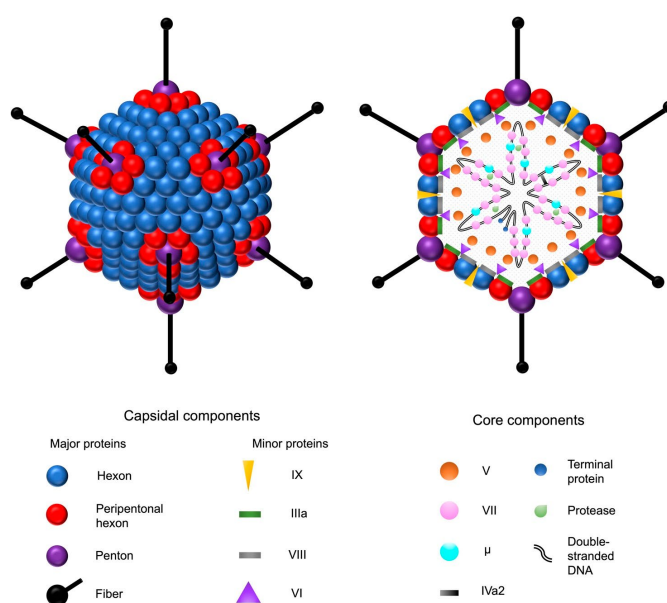 Capsidal components
Core components
Major proteins
Minor proteins
Hexon
Peripentonal
hexon
Penton
Fiber
IX
IIIa
VIII
VI
V
VII
μ
IVa2
Terminal
protein
Protease
Double-
stranded
DNA